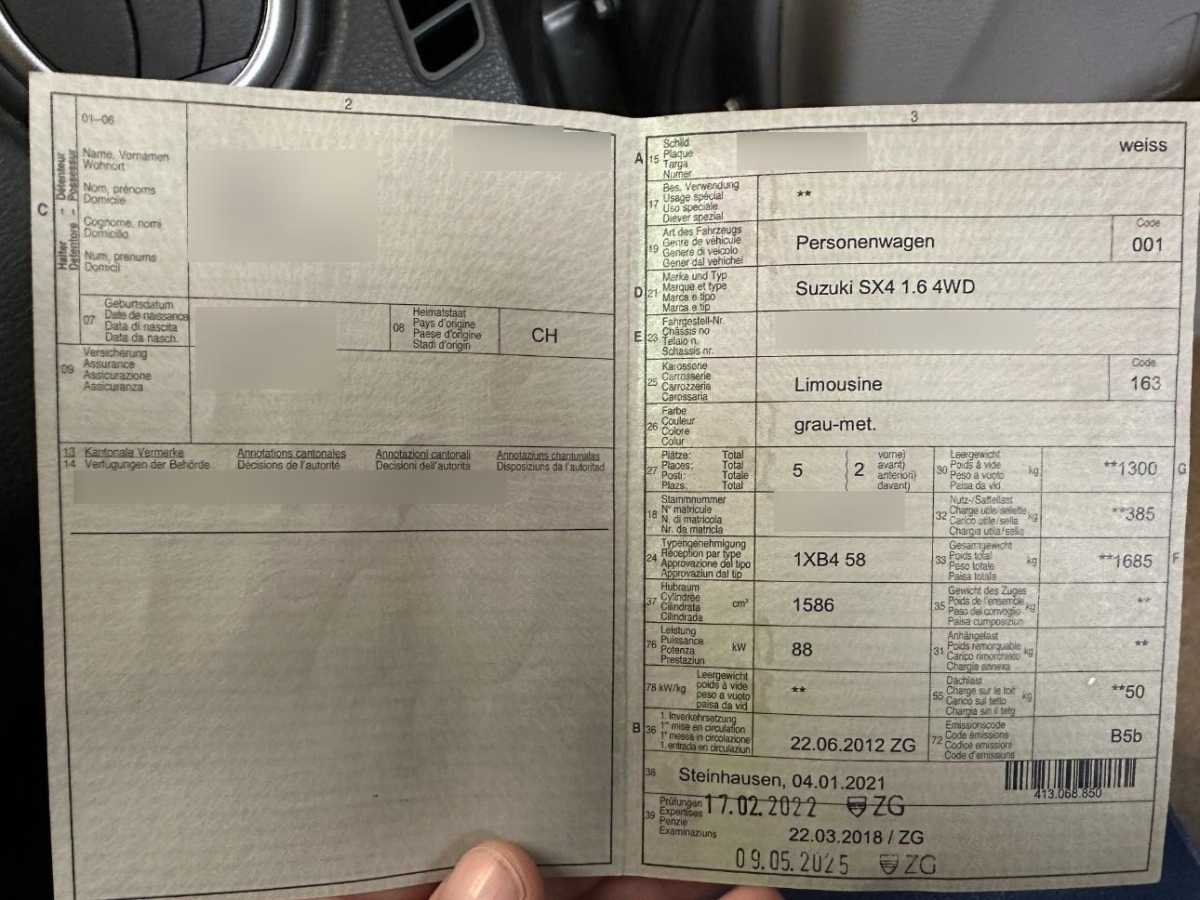 2
01–06
Halter Détenteur
Detentore Possessur
C
Name, Vornamen
Wohnort
Nom, prénoms
Domicile
Cognome, nomi
Domicilio
Num, prenums
Domicil
07
Geburtsdatum
Date de naissance
Data di nascita
Data da nasch.
08
Heimatstaat
Pays d'origine
Paese d'origine
Stadi d'origin
CH
09
Versicherung
Assurance
Assicurazione
Assicuranza
13 Kantonale Vermerke Annotations cantonales Annotazioni cantonali Annotaziuns chantunalas
14 Verfügungen der Behörde Décisions de l'autorité Decisioni dell'autorità Disposiziuns da l'autoritad
3
A 15
Schild
Plaque
Targa
Numer
weiss
17
Bes. Verwendung
Usage spécial
Uso speciale
Diever spezial
**
19
Art des Fahrzeugs
Genre de véhicule
Genere di veicolo
Gener dal vehichel
Personenwagen
Code
001
D 21
Marke und Typ
Marque et type
Marca e tipo
Marca e tip
Suzuki SX4 1.6 4WD
E 23
Fahrgestell-Nr.
Châssis no
Telaio n.
Schassis nr.
25
Karosserie
Carrosserie
Carrozzeria
Carossaria
Limousine
Code
163
26
Farbe
Couleur
Colore
Colur
grau-met.
27
Plätze: Total
Places: Total
Posti: Totale
Plazs: Total
5
2
vorne)
avant)
anteriori)
davant)
30
Leergewicht
Poids à vide
Peso a vuoto
Paisa da vid
kg
**1300
G
18
Stammnummer
N° matricule
N. di matricola
Nr. da matricla
32
Nutz-/Sattellast
Charge utile/sellette
Carico utile/sella
Chargia utila/sella
kg
**385
24
Typengenehmigung
Réception par type
Approvazione del tipo
Approvaziun dal tip
1XB4 58
33
Gesamtgewicht
Poids total
Peso totale
Paisa totala
kg
**1685
F
37
Hubraum
Cylindrée
Cilindrata
Cilindrada
cm³
1586
35
Gewicht des Zuges
Poids de l'ensemble
Peso del convoglio
Paisa cumposiziun
kg
**
76
Leistung
Puissance
Potenza
Prestaziun
kW
88
31
Anhängelast
Poids remorquable
Carico rimorchiato
Chargia annexa
kg
**
78 kW/kg
Leergewicht
poids à vide
peso a vuoto
paisa da vid
**
55
Dachlast
Charge sur le toit
Carico sul tetto
Chargia sin il tetg
kg
**50
B 36
1. Inverkehrsetzung
1re mise en circulation
1a messa in circolazione
1. entrada en circulaziun
22.06.2012 ZG
72
Emissionscode
Code émissions
Codice emissioni
Code d'emissiuns
B5b
38
Steinhausen, 04.01.2021
413.068.850
39
Prüfungen
Expertises
Perizie
Examinaziuns
17.02.2022 ZG
22.03.2018 / ZG
09.05.2025 ZG